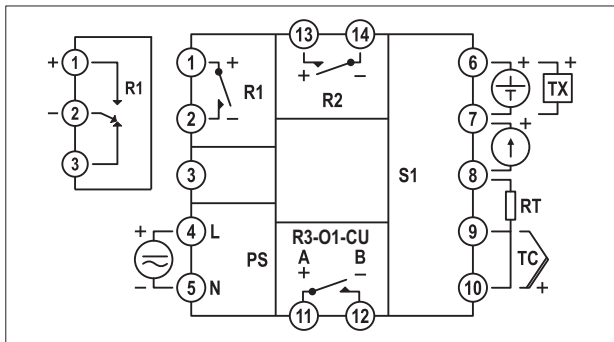 13 14
+ 1 1 + 6 + +
R1 R1 + - TX
- 2 R2
2 - 7 +
3 3 S1 8
RT
+ 4 L R3-O1-CU 9
PS A B TC
+ -
- 5 N 10 +
11 12